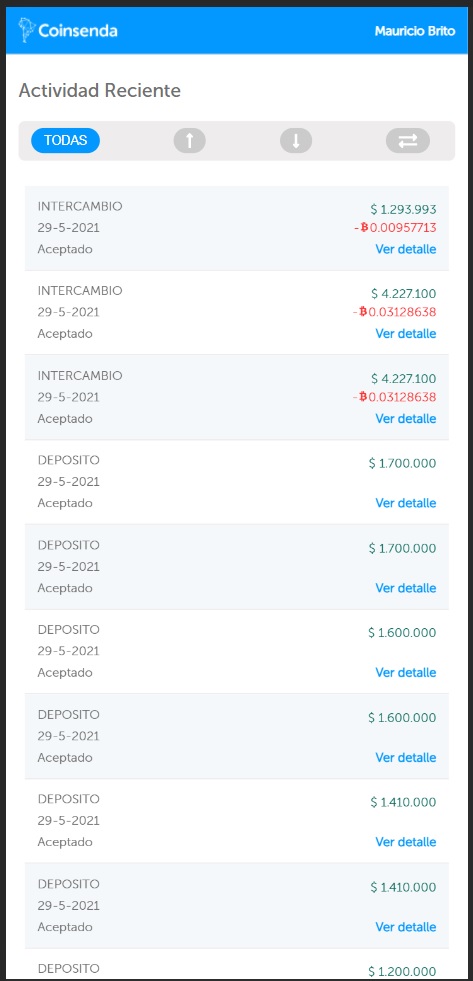 Coinsenda
Mauricio Brito
Actividad Reciente
TODAS
INTERCAMBIO
$ 1.293.993
29-5-2021
-₿0.00957713
Aceptado
Ver detalle
INTERCAMBIO
$ 4.227.100
29-5-2021
-₿0.03128638
Aceptado
Ver detalle
INTERCAMBIO
$ 4.227.100
29-5-2021
-₿0.03128638
Aceptado
Ver detalle
DEPOSITO
$ 1.700.000
29-5-2021
Aceptado
Ver detalle
DEPOSITO
$ 1.700.000
29-5-2021
Aceptado
Ver detalle
DEPOSITO
$ 1.600.000
29-5-2021
Aceptado
Ver detalle
DEPOSITO
$ 1.600.000
29-5-2021
Aceptado
Ver detalle
DEPOSITO
$ 1.410.000
29-5-2021
Aceptado
Ver detalle
DEPOSITO
$ 1.410.000
29-5-2021
Aceptado
Ver detalle
DEPOSITO
$ 1.200.000